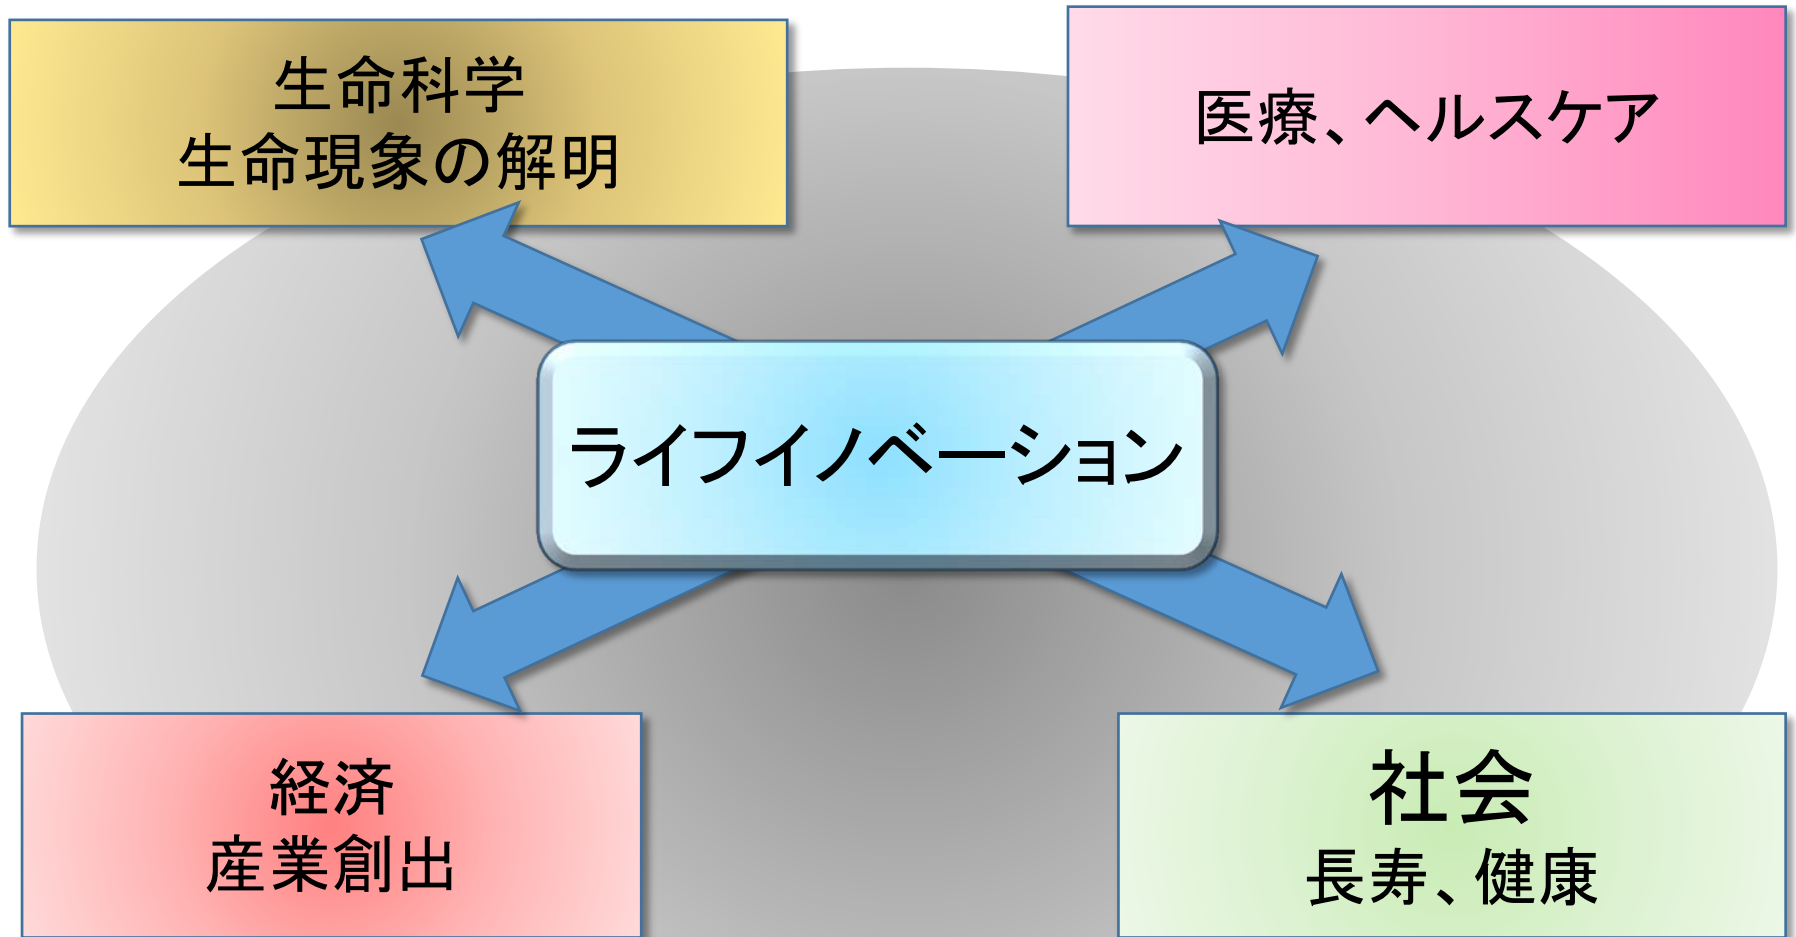 生命科学
生命現象の解明
医療、ヘルスケア
ライフイノベーション
経済
産業創出
社会
長寿、健康